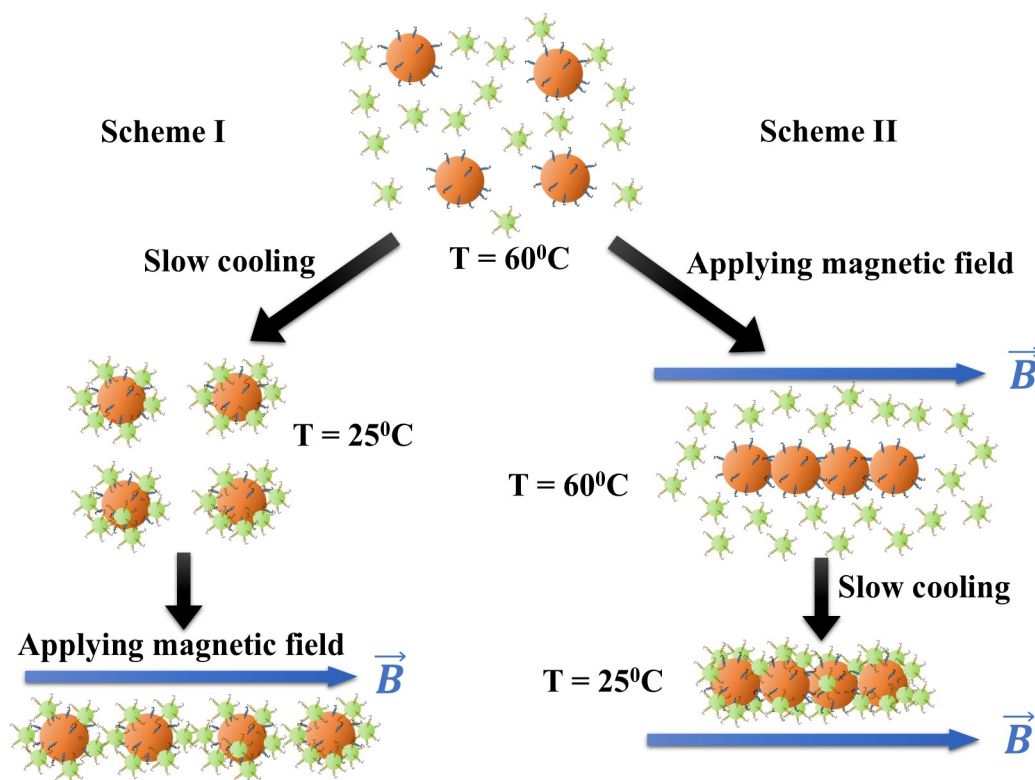 Scheme I
Scheme II
T = 60⁰C
Slow cooling
Applying magnetic field
B
T = 25⁰C
T = 60⁰C
Slow cooling
Applying magnetic field
B
T = 25⁰C
B